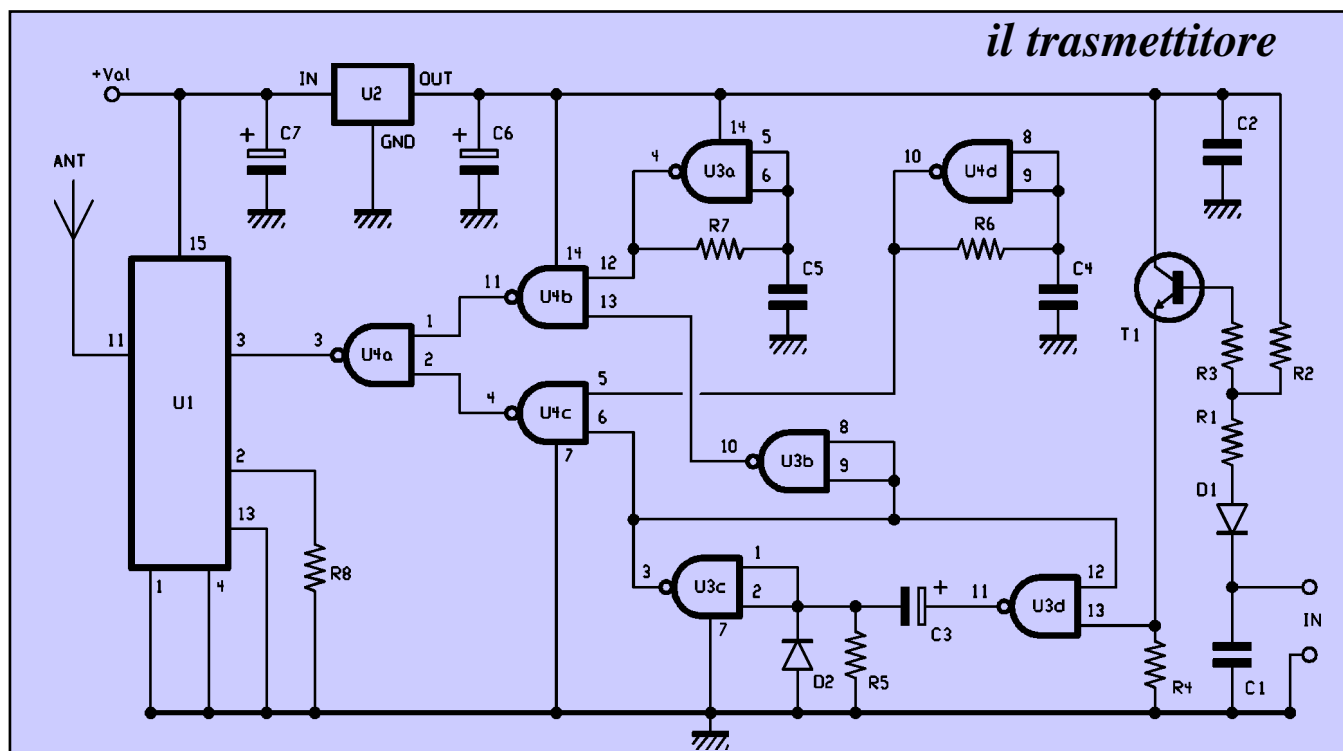 il trasmettitore
+Val
IN
U2
OUT
GND
C7
C6
C2
ANT
15
14
4
U3a
5
6
10
U4d
8
9
R7
R6
C5
C4
T1
R3
R2
R1
D1
14
11
U4b
12
13
11
U1
3
3
U4a
1
2
4
U4c
5
6
7
10
U3b
8
9
2
13
R8
1
4
3
U3c
1
2
7
D2
R5
C3
+
11
U3d
12
13
R4
C1
IN
+
+